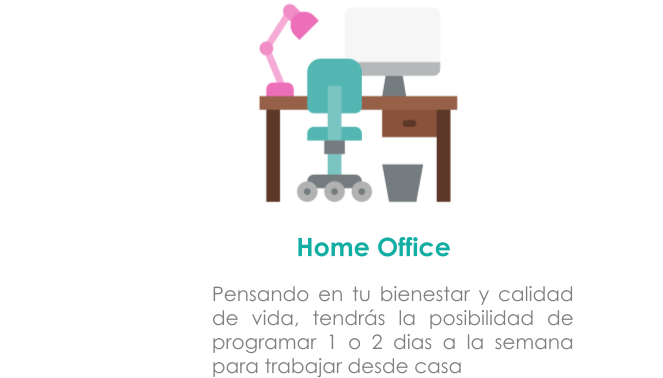 Home Office
Pensando en tu bienestar y calidad
de vida, tendrás la posibilidad de
programar 1 o 2 dias a la semana
para trabajar desde casa